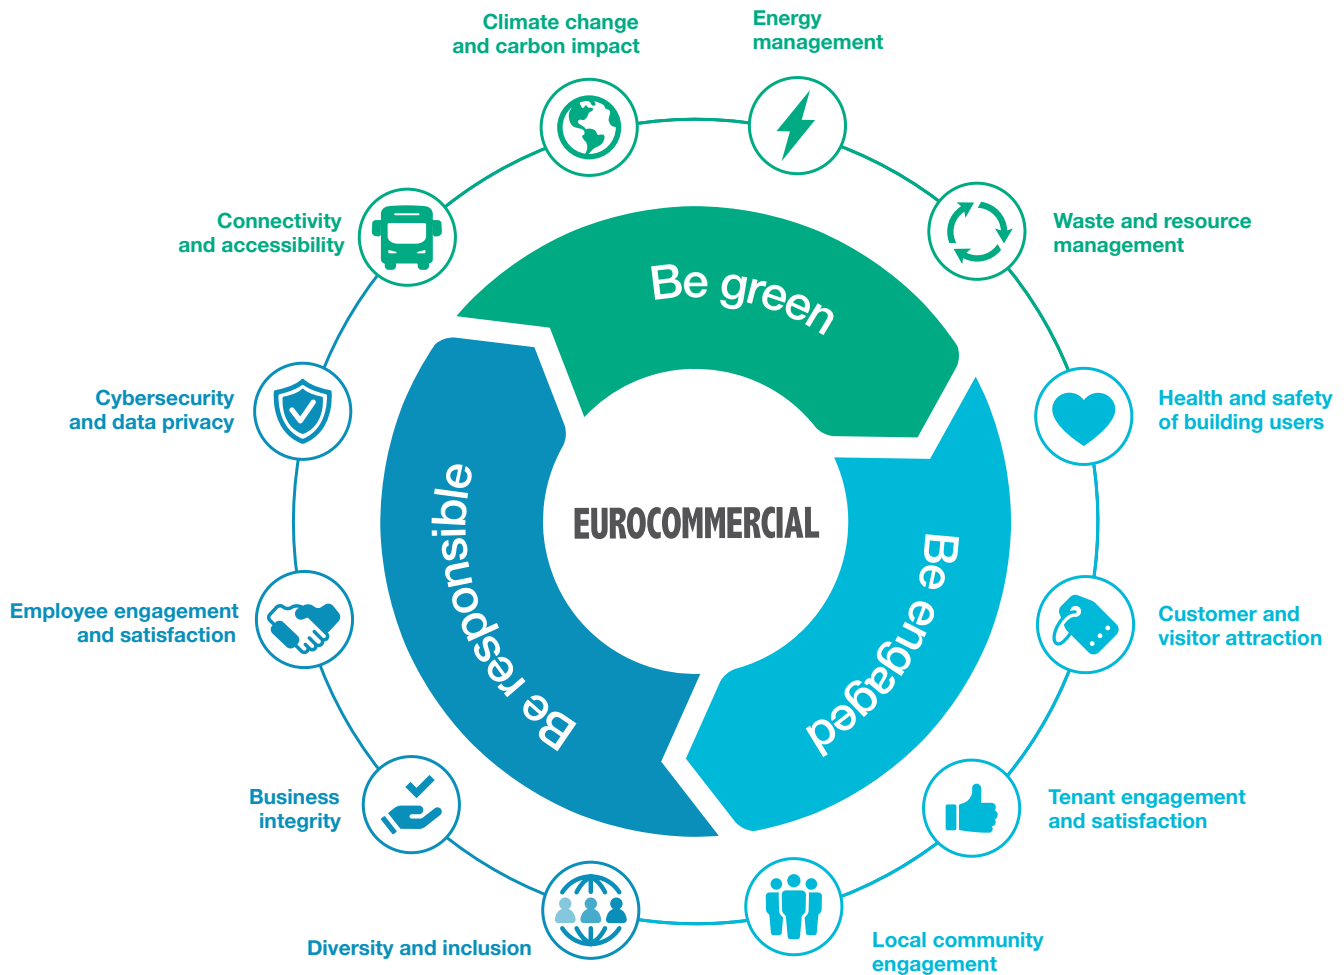 Climate change
and carbon impact
Energy
management
Connectivity
and accessibility
Waste and resource
management
Be green
Cybersecurity
and data privacy
Health and safety
of building users
EUROCOMMERCIAL
Be responsible
Be engaged
Employee engagement
and satisfaction
Customer and
visitor attraction
Business
integrity
Tenant engagement
and satisfaction
Diversity and inclusion
Local community
engagement